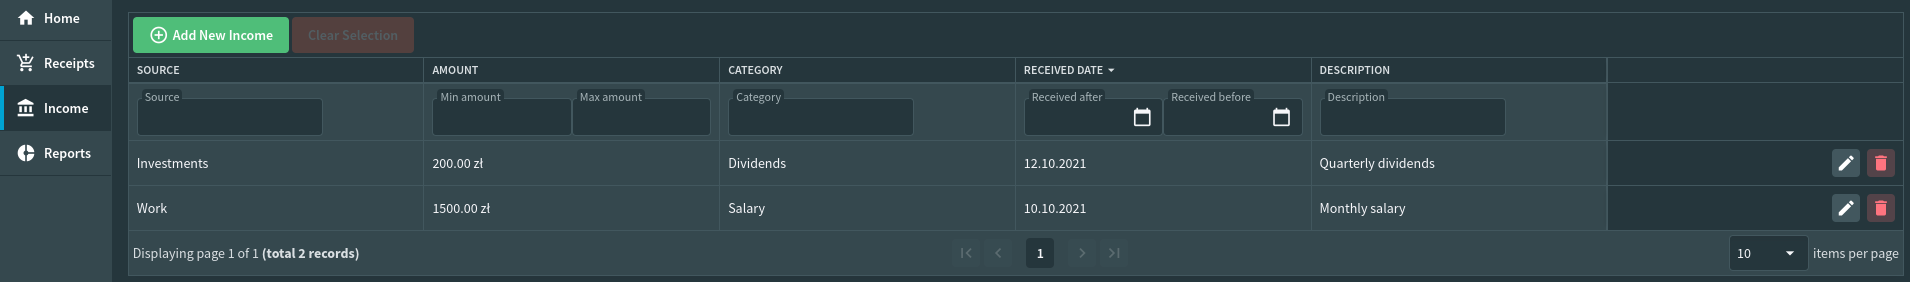 Home
Receipts
Income
Reports
Add New Income Clear Selection
SOURCE AMOUNT CATEGORY RECEIVED DATE DESCRIPTION
Source Min amount Max amount Category Received after Received before Description
Investments 200.00 zł Dividends 12.10.2021 Quarterly dividends
Work 1500.00 zł Salary 10.10.2021 Monthly salary
Displaying page 1 of 1 (total 2 records) 1 10 items per page